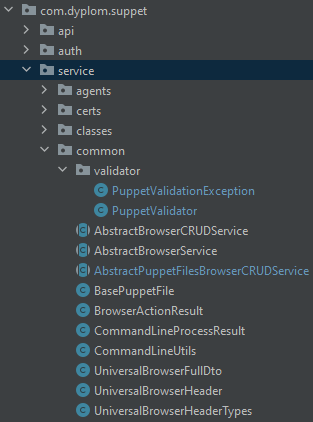 com.dyplom.suppet
api
auth
service
agents
certs
classes
common
validator
PuppetValidationException
PuppetValidator
AbstractBrowserCRUDService
AbstractBrowserService
AbstractPuppetFilesBrowserCRUDService
BasePuppetFile
BrowserActionResult
CommandLineProcessResult
CommandLineUtils
UniversalBrowserFullDto
UniversalBrowserHeader
UniversalBrowserHeaderTypes